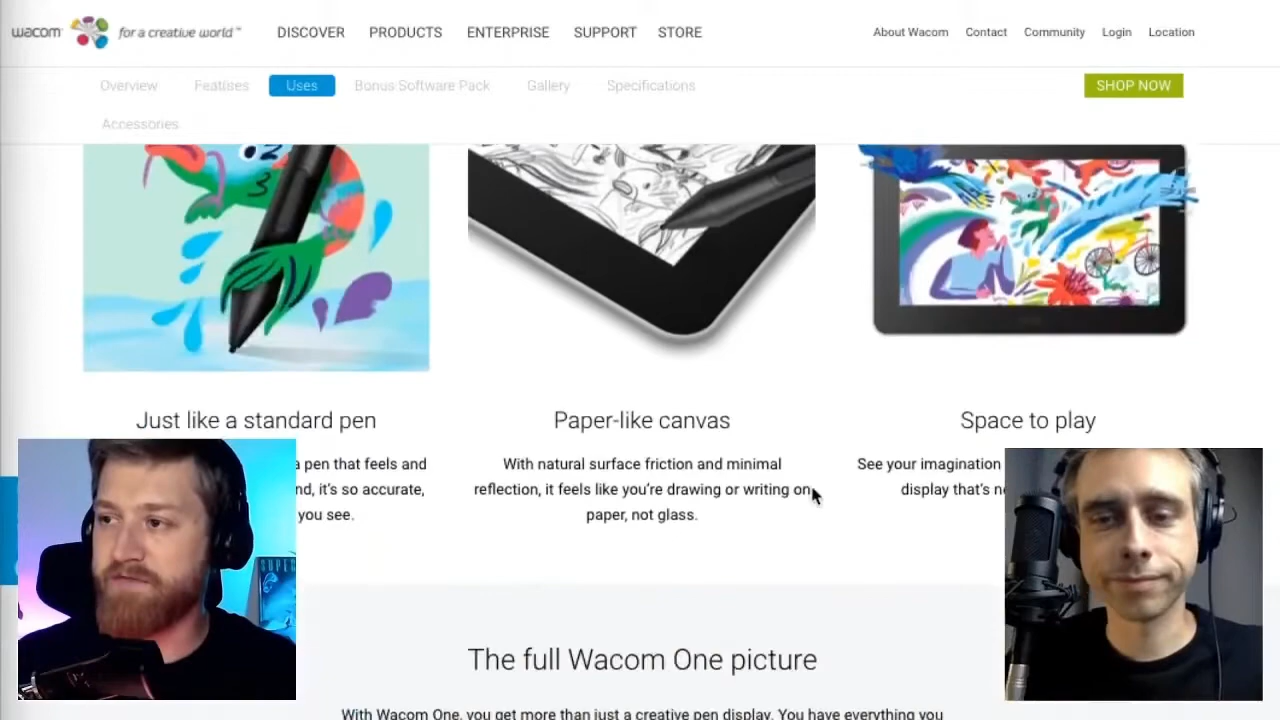 wacom for a creative world™ DISCOVER PRODUCTS ENTERPRISE SUPPORT STORE About Wacom Contact Community Login Location
Overview Features Uses Bonus Software Pack Gallery Specifications SHOP NOW
Accessories
Just like a standard pen
a pen that feels and
nd, it's so accurate,
you see.
Paper-like canvas
With natural surface friction and minimal
reflection, it feels like you're drawing or writing on
paper, not glass.
Space to play
See your imagination
display that's n
SUPE
The full Wacom One picture
With Wacom One, you get more than just a creative pen display. You have everything you